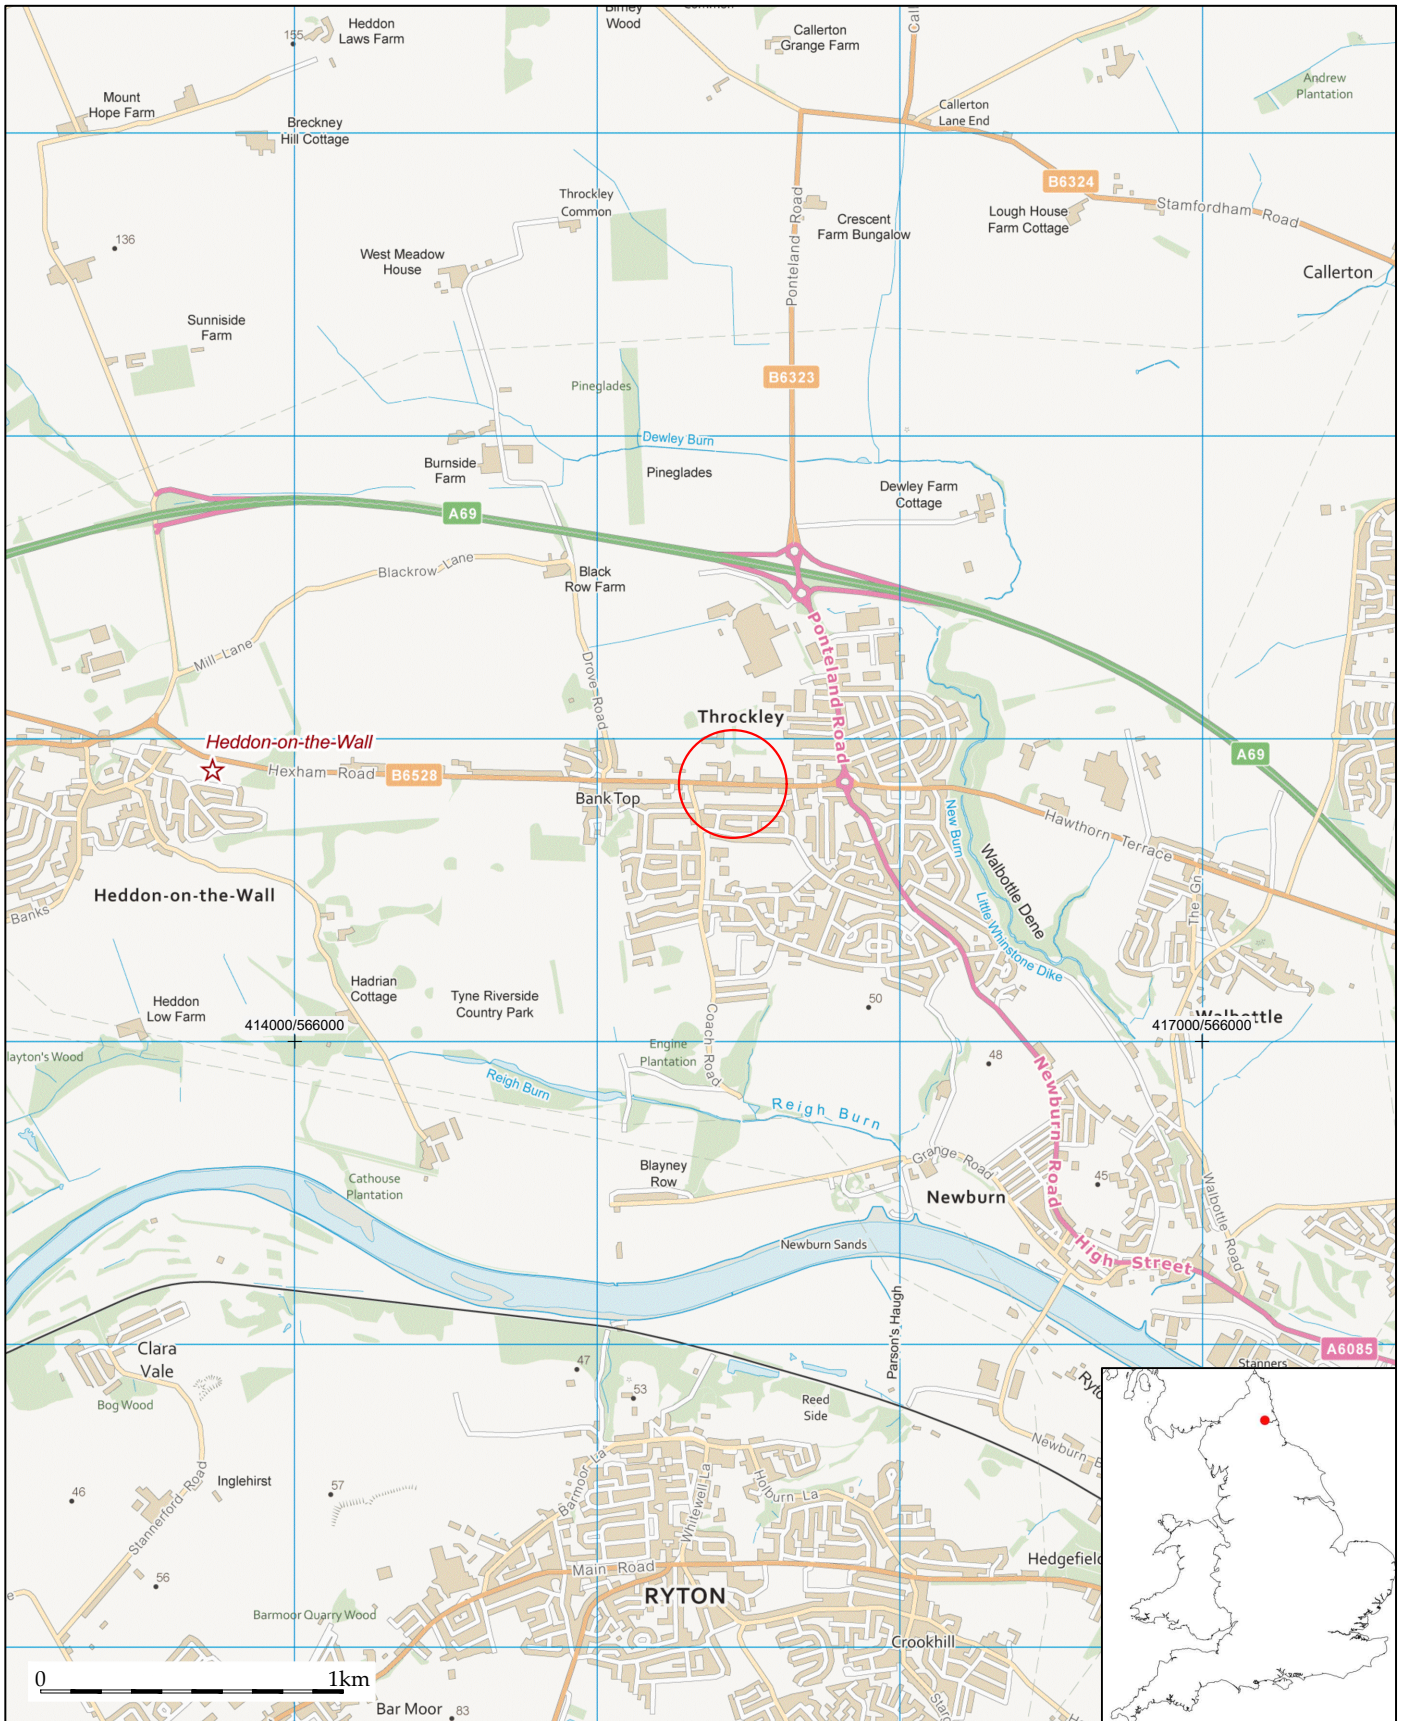 Heddon
Laws Farm
155
Wood
Callerton
Grange Farm
Mount
Hope Farm
Andrew
Plantation
Callerton
Lane End
Breckney
Hill Cottage
B6324
Throckley
Common
Ponteland Road
Stamfordham Road
Crescent
Farm Bungalow
Lough House
Farm Cottage
136
West Meadow
House
Callerton
Sunniside
Farm
B6323
Pineglades
Dewley Burn
Burnside
Farm
Pineglades
Dewley Farm
Cottage
A69
Blackrow Lane
Black
Row Farm
Mill Lane
Drove Road
Ponteland Road
Throckley
Heddon-on-the-Wall
Hexham Road
B6528
A69
Bank Top
New Burn
Hawthorn Terrace
Walbottle Dene
Heddon-on-the-Wall
Banks
The Gn
Little Whinstone Dike
Hadrian
Cottage
Tyne Riverside
Country Park
Heddon
Low Farm
50
414000/566000
Walbottle
417000/566000
Coach Road
Engine
Plantation
layton's Wood
48
Reigh Burn
Reigh Burn
Newburn Road
Grange Road
Blayney
Row
Cathouse
Plantation
45
Walbottle Road
Newburn
Newburn Sands
High Street
Parson's Haugh
Clara
Vale
A6085
Stanners
47
Ryto
53
Bog Wood
Reed
Side
Newburn B
Barmoor La
Whitewell La
Holburn La
Inglehirst
57
46
Stannerford Road
Main Road
Hedgefield
56
e
RYTON
Barmoor Quarry Wood
Crookhill
0 1km
Bar Moor
83
Star
H